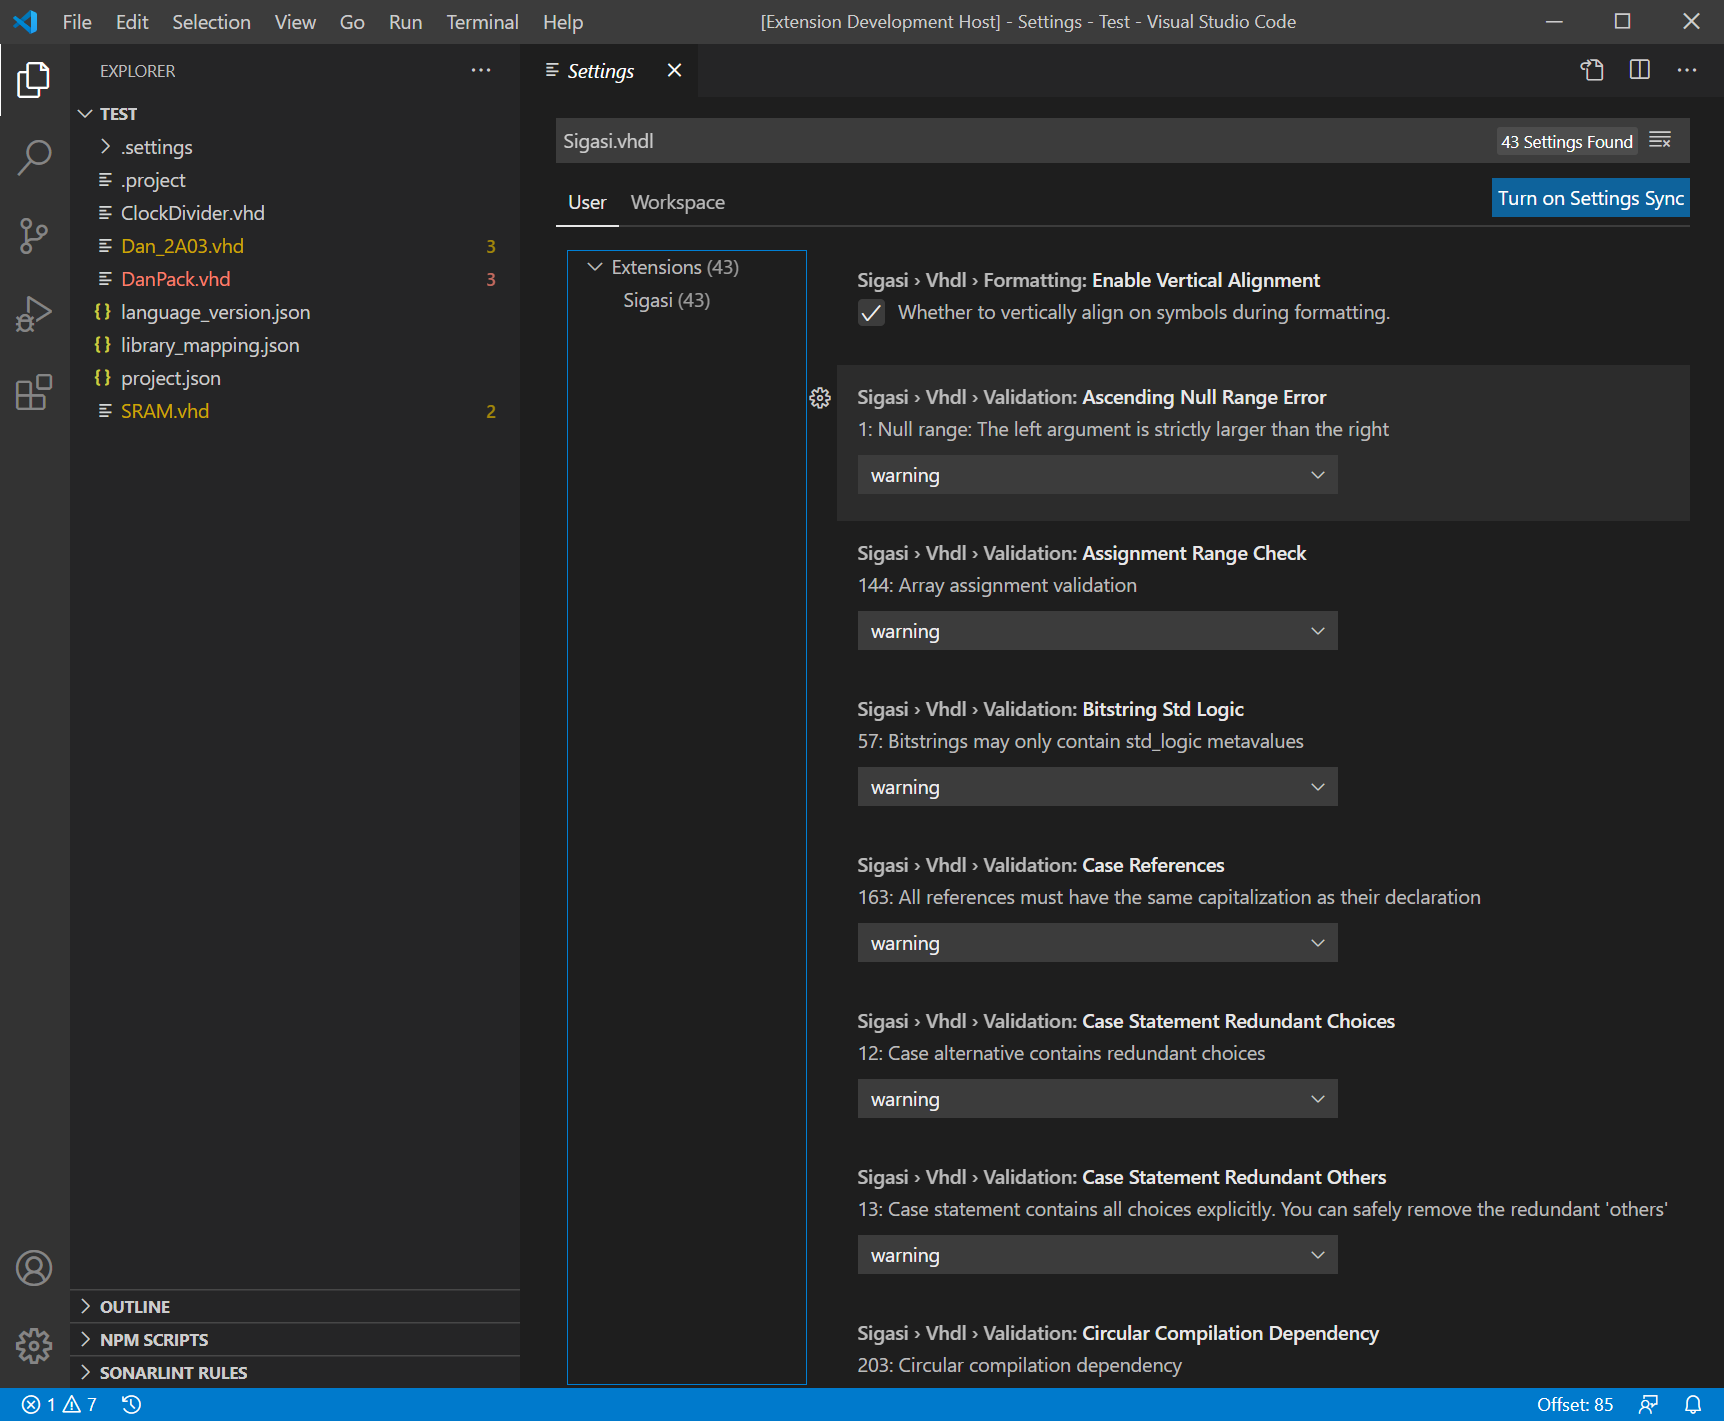 File Edit Selection View Go Run Terminal Help [Extension Development Host] - Settings - Test - Visual Studio Code
EXPLORER
TEST
.settings
.project
ClockDivider.vhd
Dan_2A03.vhd 3
DanPack.vhd 3
language_version.json
library_mapping.json
project.json
SRAM.vhd 2
OUTLINE
NPM SCRIPTS
SONARLINT RULES
Settings
Sigasi.vhdl 43 Settings Found
User Workspace Turn on Settings Sync
Extensions (43)
Sigasi (43)
Sigasi › Vhdl › Formatting: Enable Vertical Alignment
Whether to vertically align on symbols during formatting.
Sigasi › Vhdl › Validation: Ascending Null Range Error
1: Null range: The left argument is strictly larger than the right
warning
Sigasi › Vhdl › Validation: Assignment Range Check
144: Array assignment validation
warning
Sigasi › Vhdl › Validation: Bitstring Std Logic
57: Bitstrings may only contain std_logic metavalues
warning
Sigasi › Vhdl › Validation: Case References
163: All references must have the same capitalization as their declaration
warning
Sigasi › Vhdl › Validation: Case Statement Redundant Choices
12: Case alternative contains redundant choices
warning
Sigasi › Vhdl › Validation: Case Statement Redundant Others
13: Case statement contains all choices explicitly. You can safely remove the redundant 'others'
warning
Sigasi › Vhdl › Validation: Circular Compilation Dependency
203: Circular compilation dependency
1 7 Offset: 85